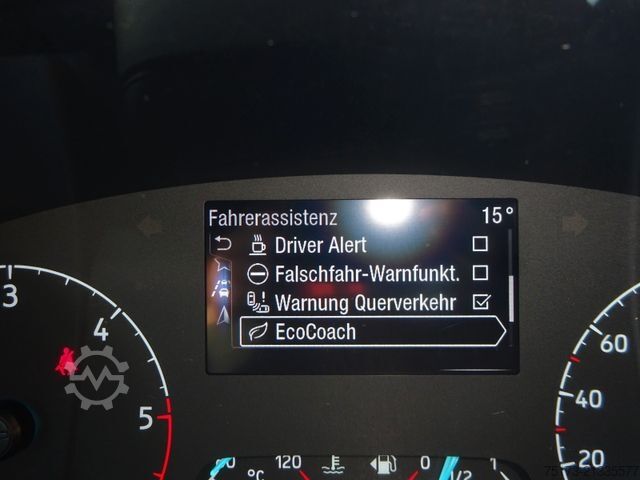 Fahrerassistenz 15°
Driver Alert
Falschfahr-Warnfunkt.
Warnung Querverkehr
EcoCoach
3
4
5
60
40
20
°C 120
0 1/2 1